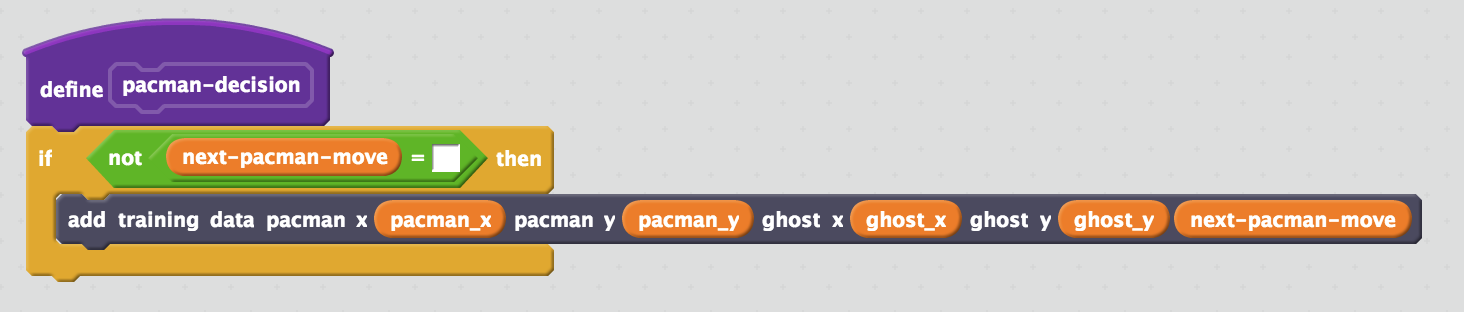 define pacman-decision
if not next-pacman-move = then
add training data pacman x pacman_x pacman y pacman_y ghost x ghost_x ghost y ghost_y next-pacman-move